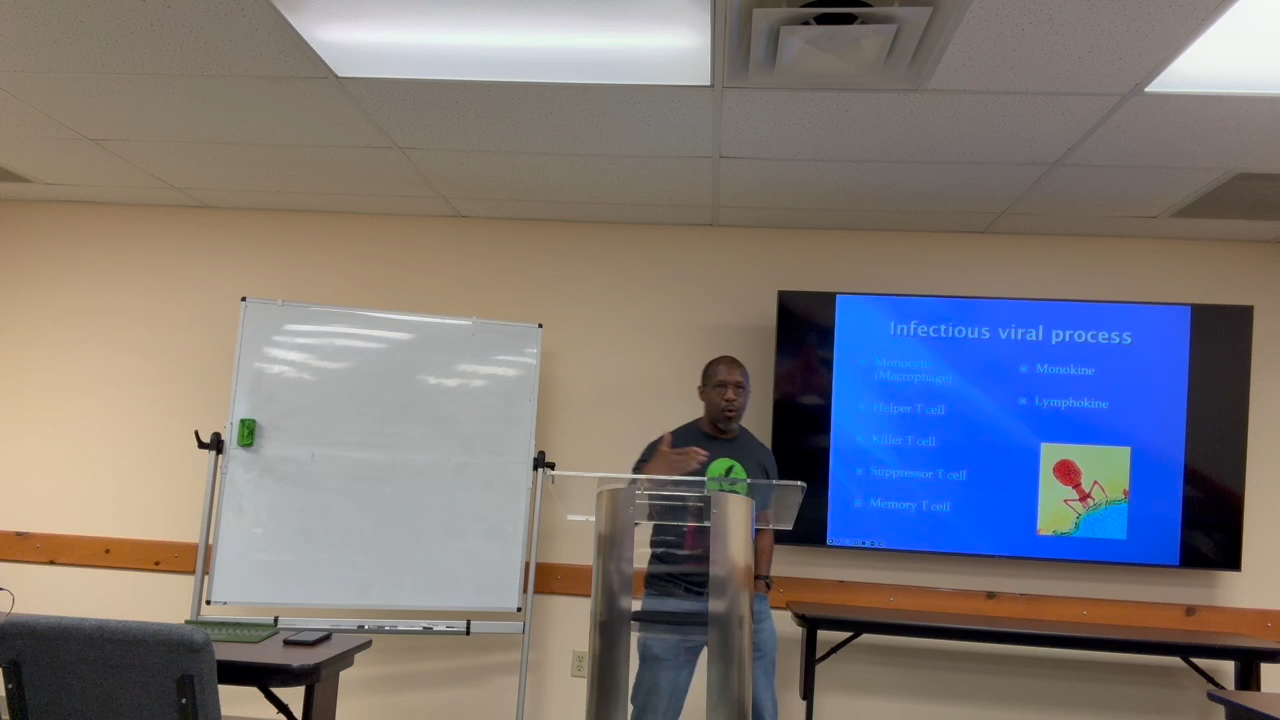 Infectious viral process
Monocyte
(Macrophage)
Helper T cell
Killer T cell
Suppressor T cell
Memory T cell
Monokine
Lymphokine